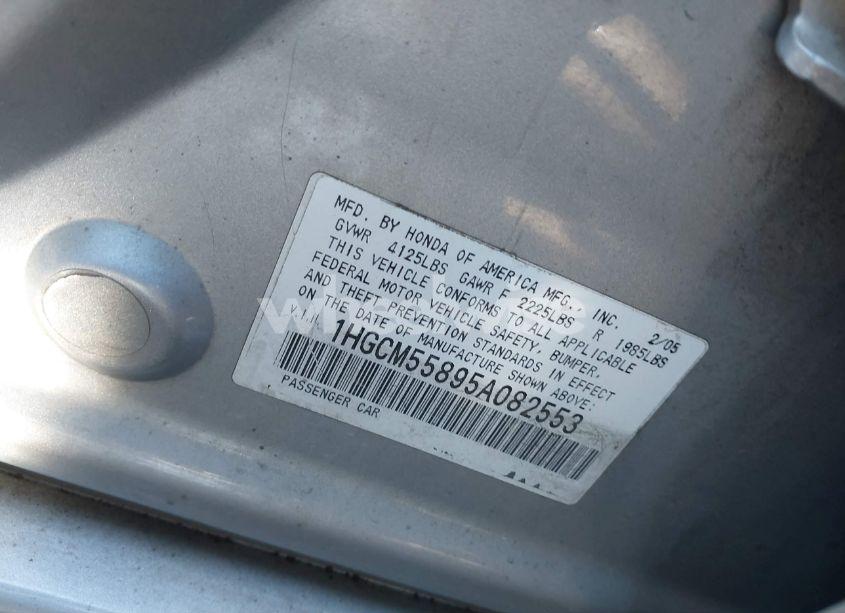 MFD. BY HONDA OF AMERICA MFG., INC. 2/05
GVWR 4125LBS GAWR F 2225LBS R 1985LBS
THIS VEHICLE CONFORMS TO ALL APPLICABLE
FEDERAL MOTOR VEHICLE SAFETY, BUMPER,
AND THEFT PREVENTION STANDARDS IN EFFECT
ON THE DATE OF MANUFACTURE SHOWN ABOVE:
V.I.N.
1HGCM55895A082553
PASSENGER CAR